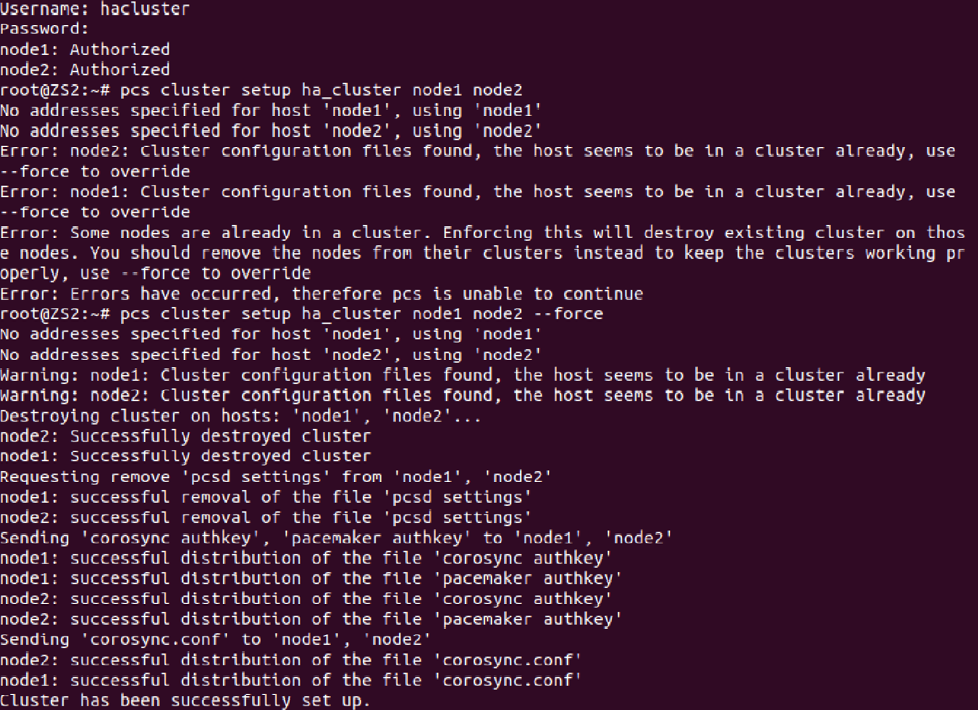 Username: hacluster
Password:
node1: Authorized
node2: Authorized
root@ZS2:~# pcs cluster setup ha_cluster node1 node2
No addresses specified for host 'node1', using 'node1'
No addresses specified for host 'node2', using 'node2'
Error: node2: Cluster configuration files found, the host seems to be in a cluster already, use
--force to override
Error: node1: Cluster configuration files found, the host seems to be in a cluster already, use
--force to override
Error: Some nodes are already in a cluster. Enforcing this will destroy existing cluster on thos
e nodes. You should remove the nodes from their clusters instead to keep the clusters working pr
operly, use --force to override
Error: Errors have occurred, therefore pcs is unable to continue
root@ZS2:~# pcs cluster setup ha_cluster node1 node2 --force
No addresses specified for host 'node1', using 'node1'
No addresses specified for host 'node2', using 'node2'
Warning: node1: Cluster configuration files found, the host seems to be in a cluster already
Warning: node2: Cluster configuration files found, the host seems to be in a cluster already
Destroying cluster on hosts: 'node1', 'node2'...
node2: Successfully destroyed cluster
node1: Successfully destroyed cluster
Requesting remove 'pcsd settings' from 'node1', 'node2'
node1: successful removal of the file 'pcsd settings'
node2: successful removal of the file 'pcsd settings'
Sending 'corosync authkey', 'pacemaker authkey' to 'node1', 'node2'
node1: successful distribution of the file 'corosync authkey'
node1: successful distribution of the file 'pacemaker authkey'
node2: successful distribution of the file 'corosync authkey'
node2: successful distribution of the file 'pacemaker authkey'
Sending 'corosync.conf' to 'node1', 'node2'
node2: successful distribution of the file 'corosync.conf'
node1: successful distribution of the file 'corosync.conf'
Cluster has been successfully set up.